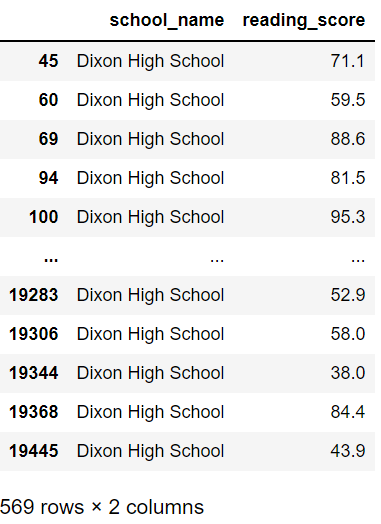 school_name reading_score
45 Dixon High School 71.1
60 Dixon High School 59.5
69 Dixon High School 88.6
94 Dixon High School 81.5
100 Dixon High School 95.3
... ... ...
19283 Dixon High School 52.9
19306 Dixon High School 58.0
19344 Dixon High School 38.0
19368 Dixon High School 84.4
19445 Dixon High School 43.9
569 rows × 2 columns